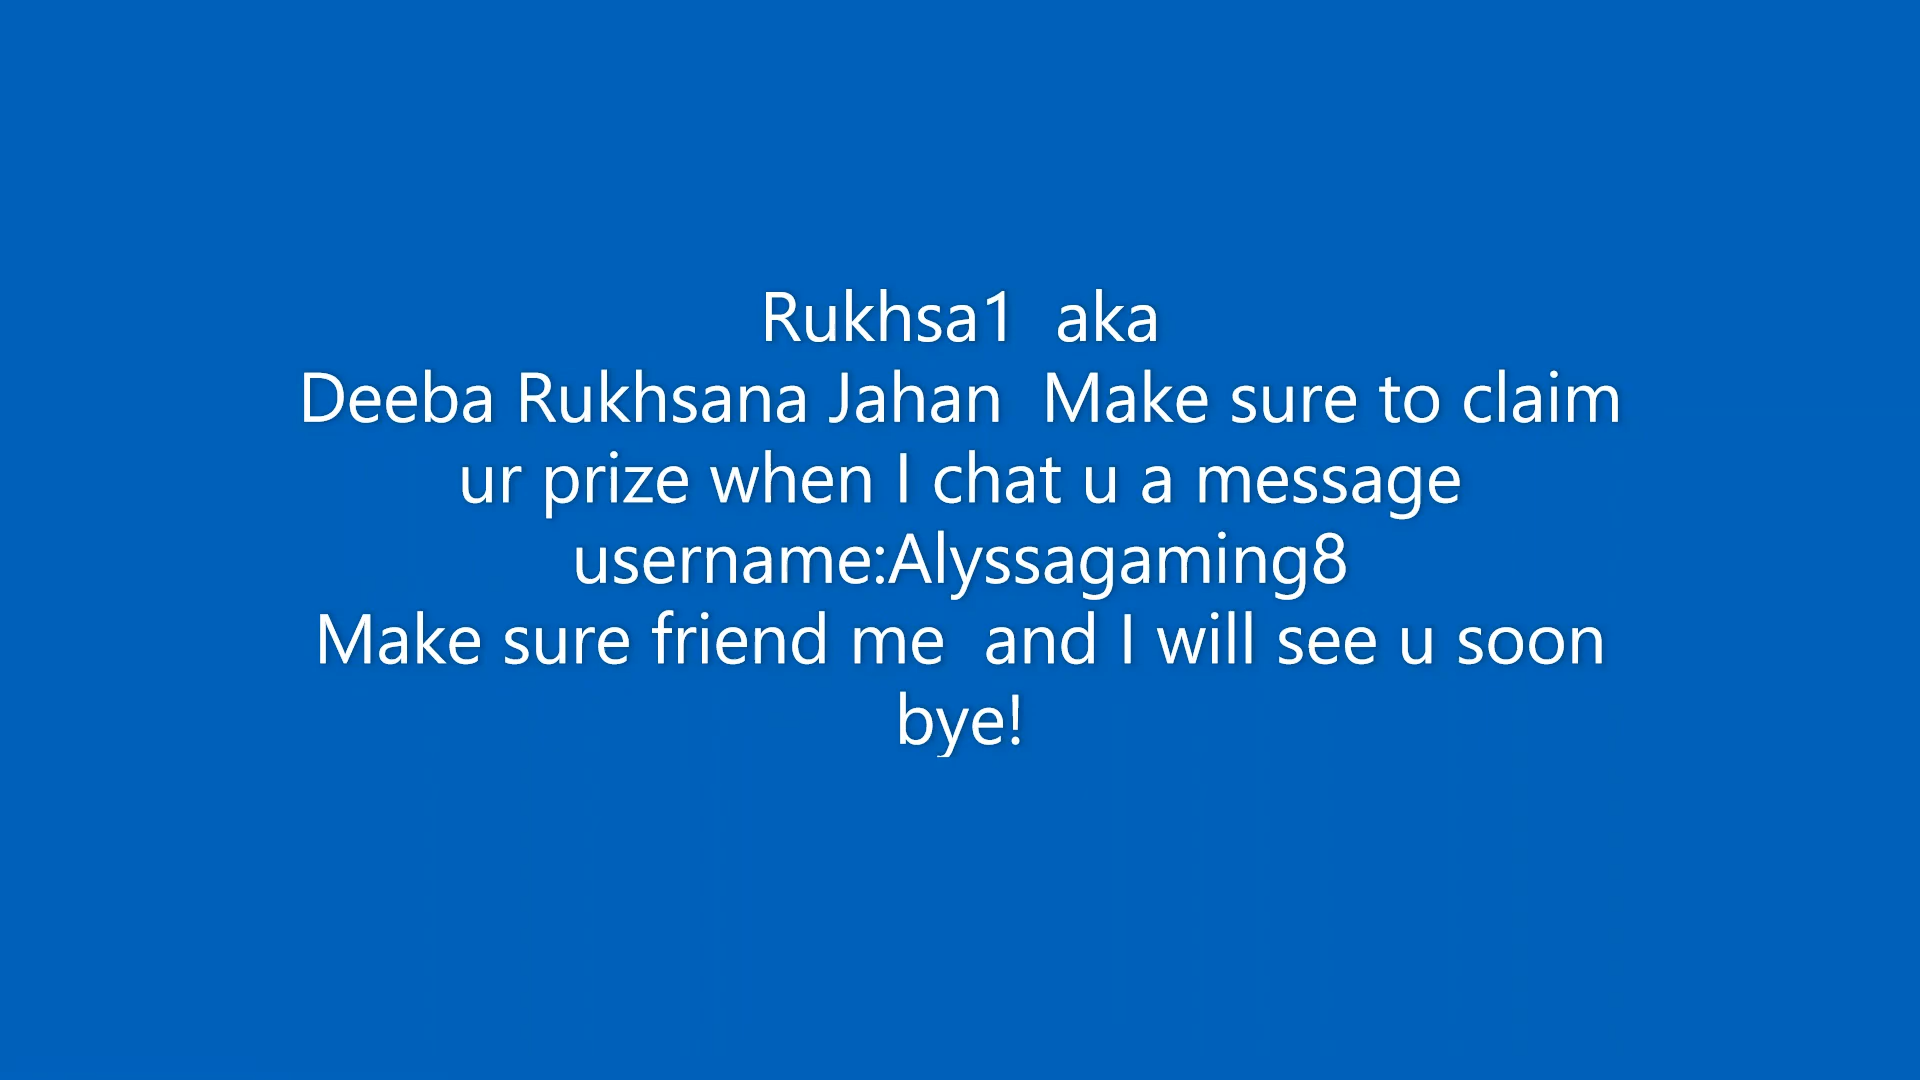 Rukhsa1  aka
Deeba Rukhsana Jahan  Make sure to claim
ur prize when I chat u a message
username:Alyssagaming8
Make sure friend me  and I will see u soon
bye!